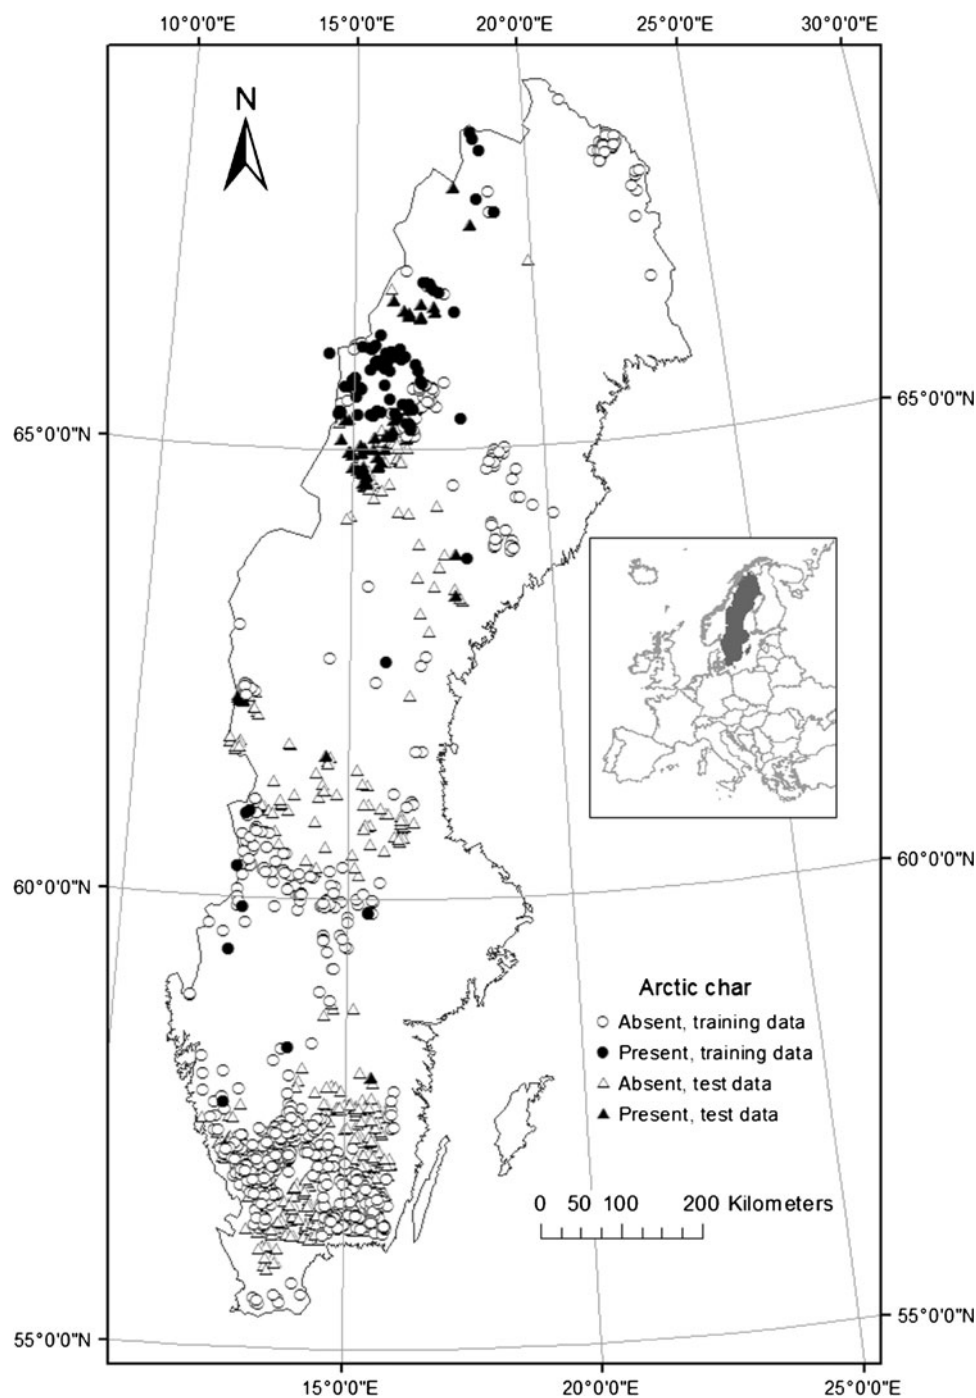 10°0'0"E 15°0'0"E 20°0'0"E 25°0'0"E 30°0'0"E
N
65°0'0"N 65°0'0"N
60°0'0"N 60°0'0"N
Arctic char
Absent, training data
Present, training data
Absent, test data
Present, test data
0 50 100 200 Kilometers
55°0'0"N 55°0'0"N
15°0'0"E 20°0'0"E 25°0'0"E